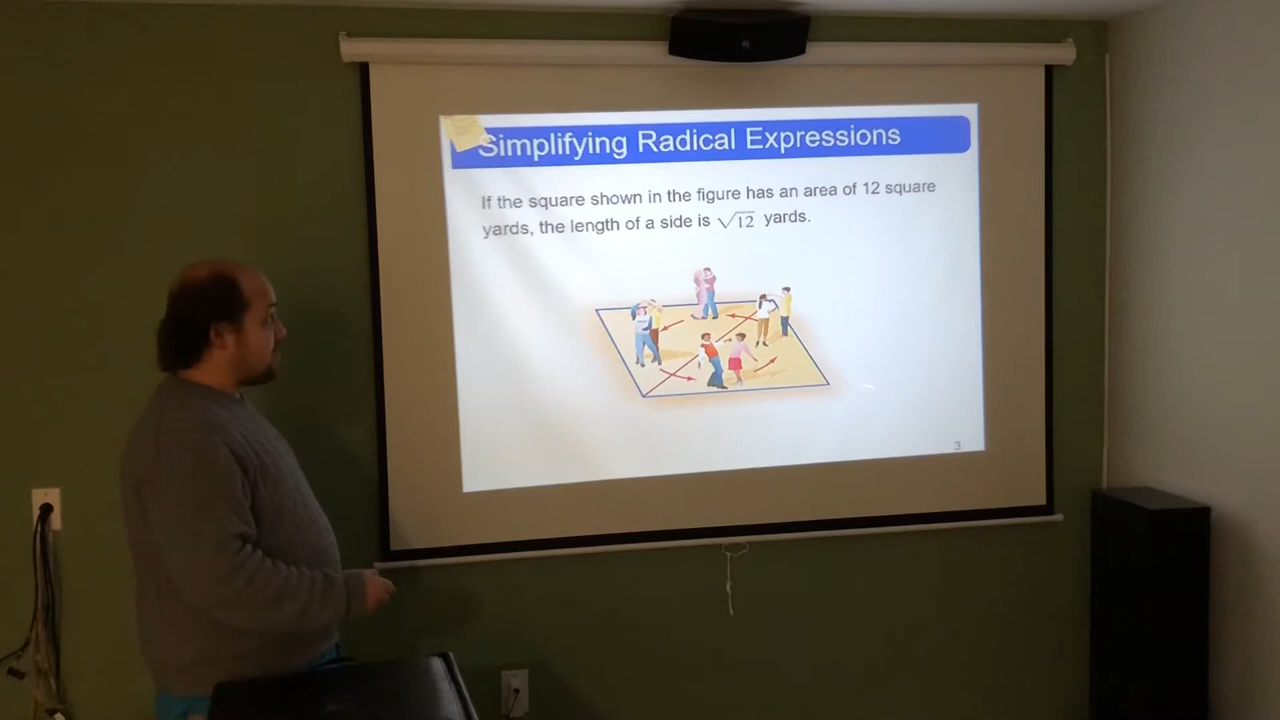 Simplifying Radical Expressions
If the square shown in the figure has an area of 12 square
yards, the length of a side is √12 yards.
3